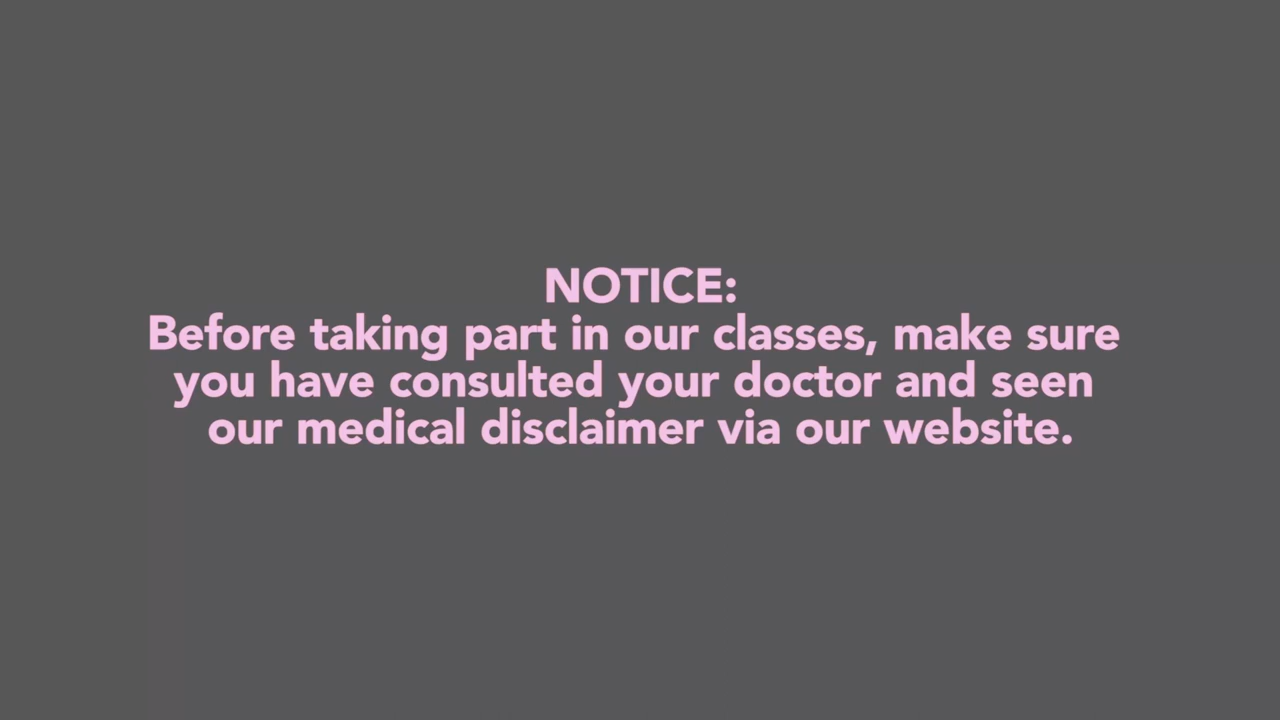 NOTICE:
Before taking part in our classes, make sure
you have consulted your doctor and seen
our medical disclaimer via our website.